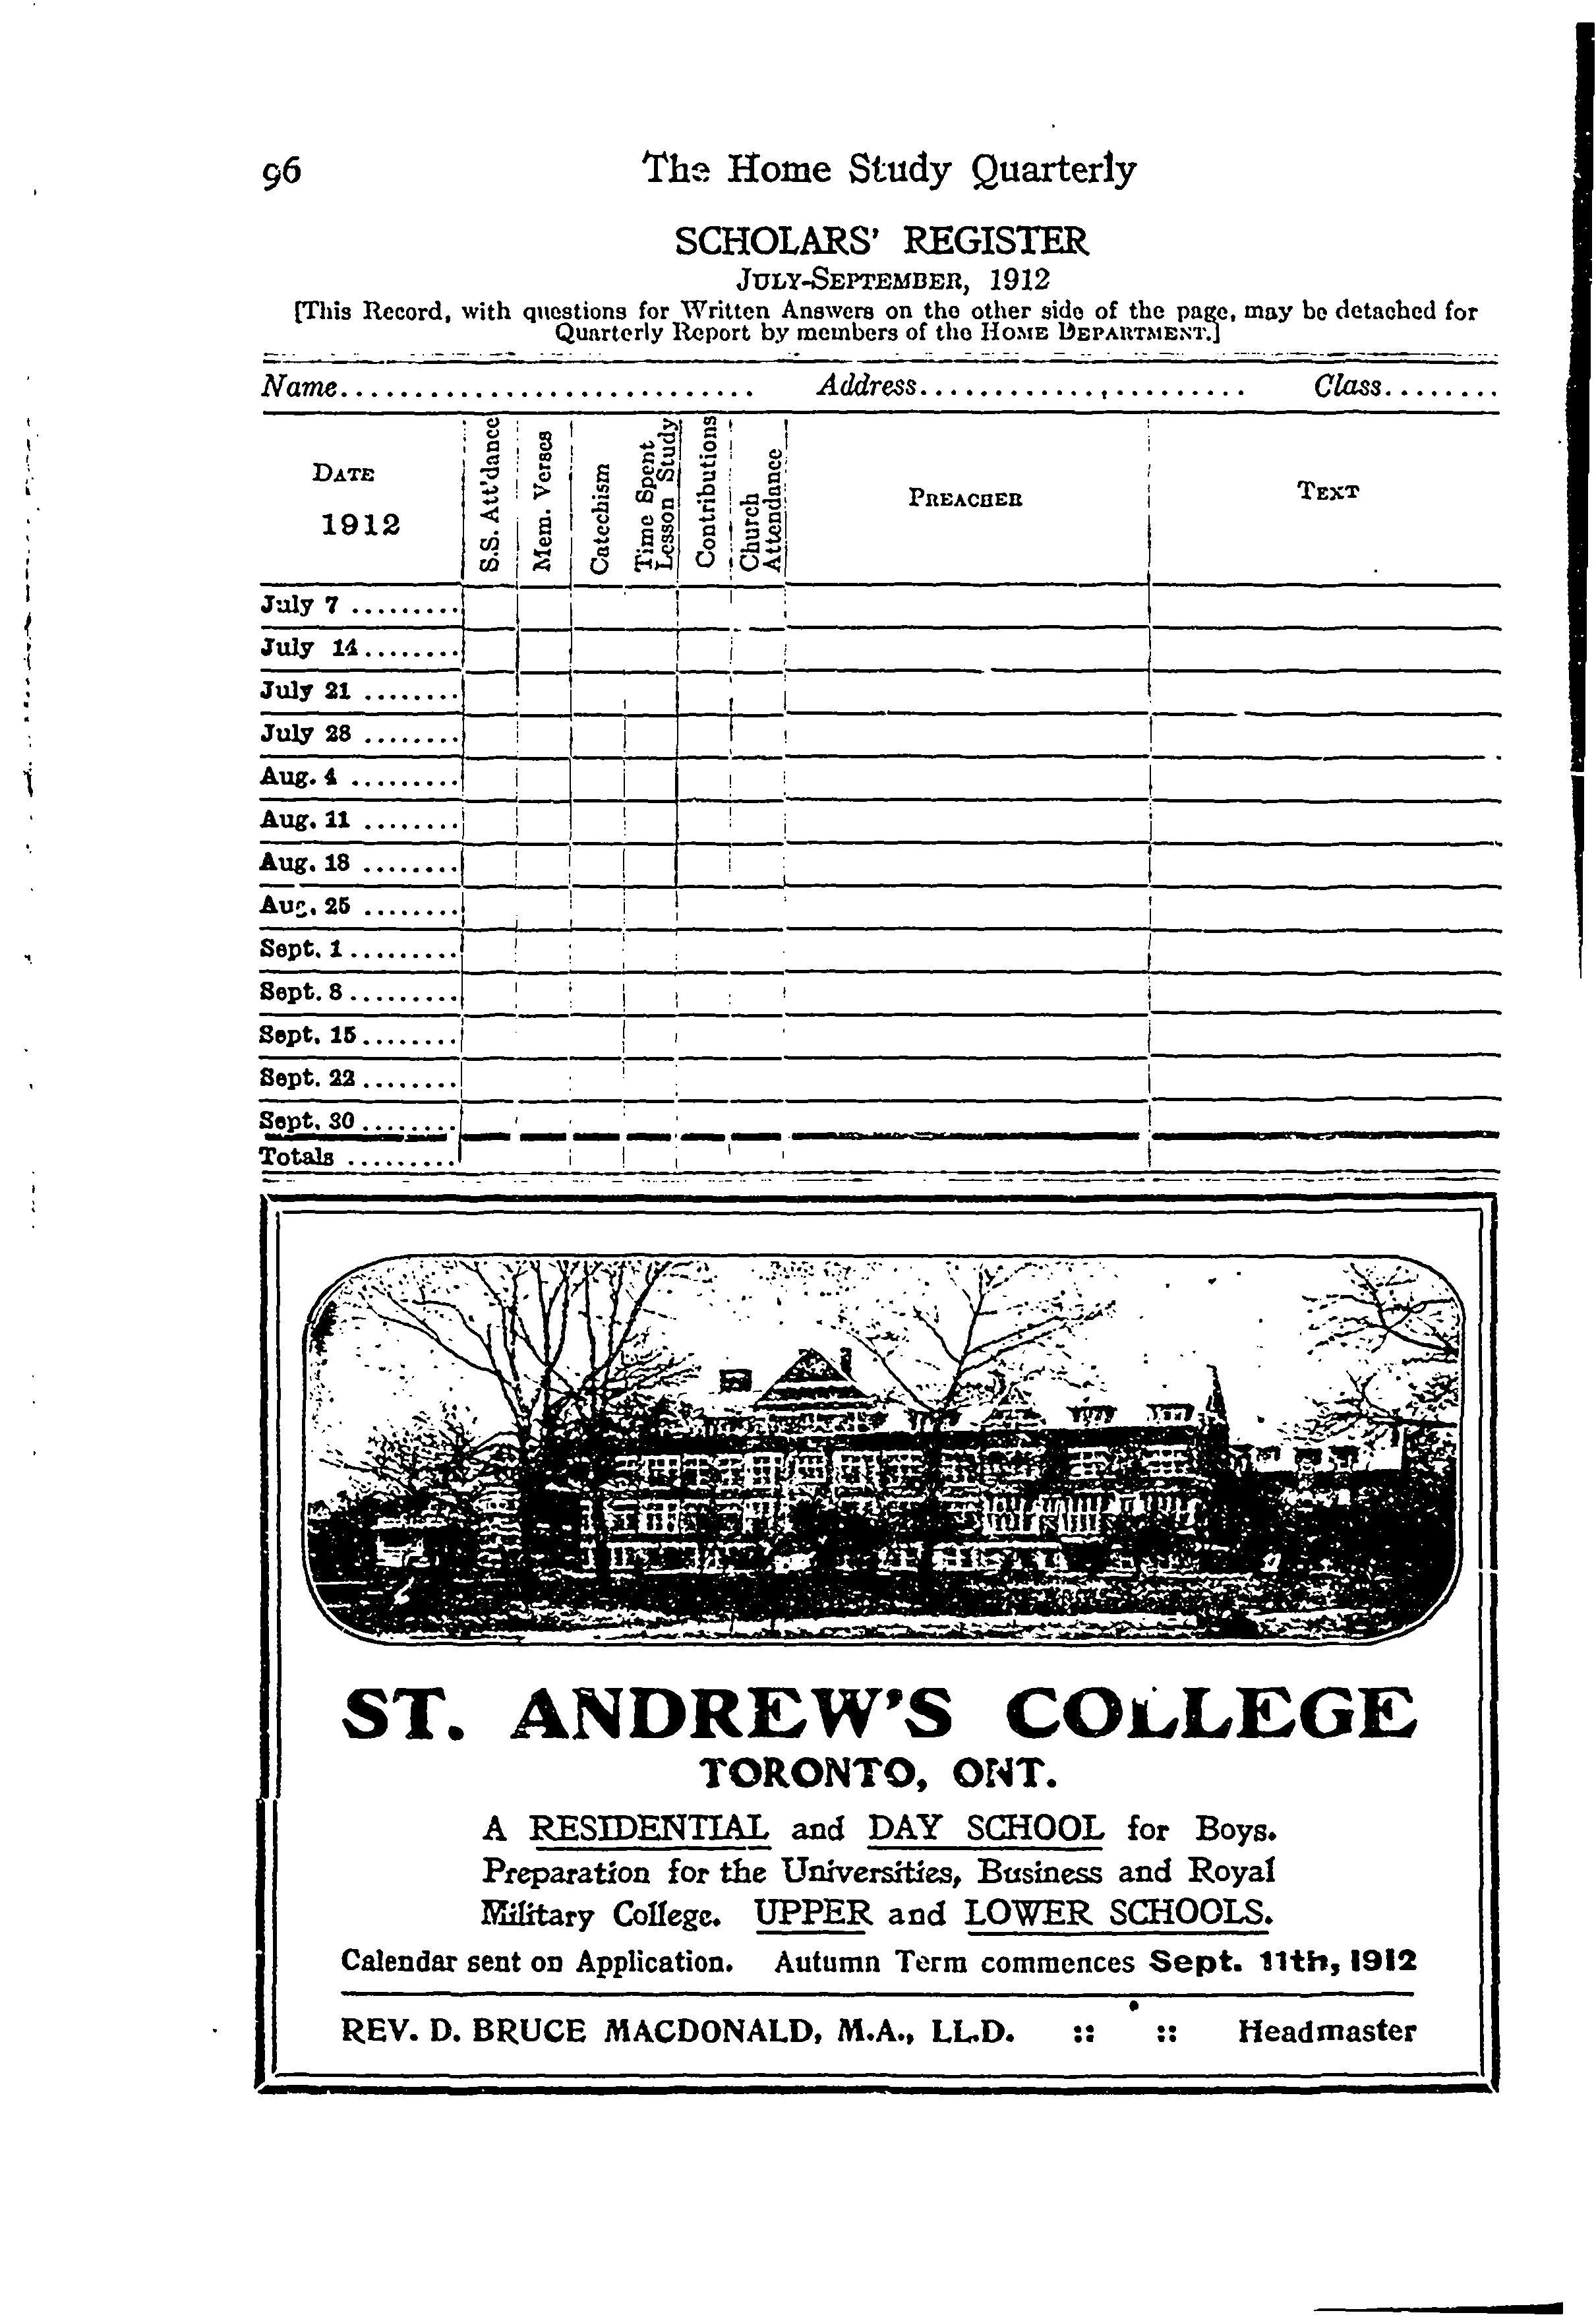 96 The Home Study Quarterly
SCHOLARS' REGISTER
JULY-SEPTEMBER, 1912
[This Record, with questions for Written Answers on the other side of the page, may be detached for
Quarterly Report by members of the HOME DEPARTMENT.]
Name............................ Address....................... Class........
DATE 1912 S.S. Att'dance Mem. Verses Catechism Time Spent Lesson Study Contributions Church Attendance PREACHER TEXT
July 7 .........
July 14........
July 21 ........
July 28 ........
Aug. 4 .........
Aug. 11 ........
Aug. 18 ........
Aug. 25 ........
Sept. 1.........
Sept. 8.........
Sept. 15........
Sept. 22........
Sept. 30........
Totals .........
ST. ANDREW'S COLLEGE
TORONTO, ONT.
A RESIDENTIAL and DAY SCHOOL for Boys.
Preparation for the Universities, Business and Royal
Military College. UPPER and LOWER SCHOOLS.
Calendar sent on Application. Autumn Term commences Sept. 11th, 1912
REV. D. BRUCE MACDONALD, M.A., LL.D. :: :: Headmaster